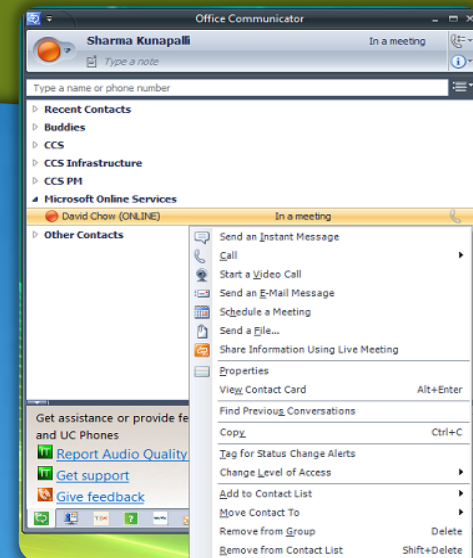 Office Communicator
Sharma Kunapalli In a meeting
Type a note
Type a name or phone number
Recent Contacts
Buddies
CCS
CCS Infrastructure
CCS PM
Microsoft Online Services
David Chow (ONLINE) In a meeting
Other Contacts
Send an Instant Message
Call
Start a Video Call
Send an E-Mail Message
Schedule a Meeting
Send a File...
Share Information Using Live Meeting
Properties
View Contact Card Alt+Enter
Find Previous Conversations
Copy Ctrl+C
Tag for Status Change Alerts
Change Level of Access
Add to Contact List
Move Contact To
Remove from Group Delete
Remove from Contact List Shift+Delete
Get assistance or provide fe
and UC Phones
Report Audio Quality
Get support
Give feedback